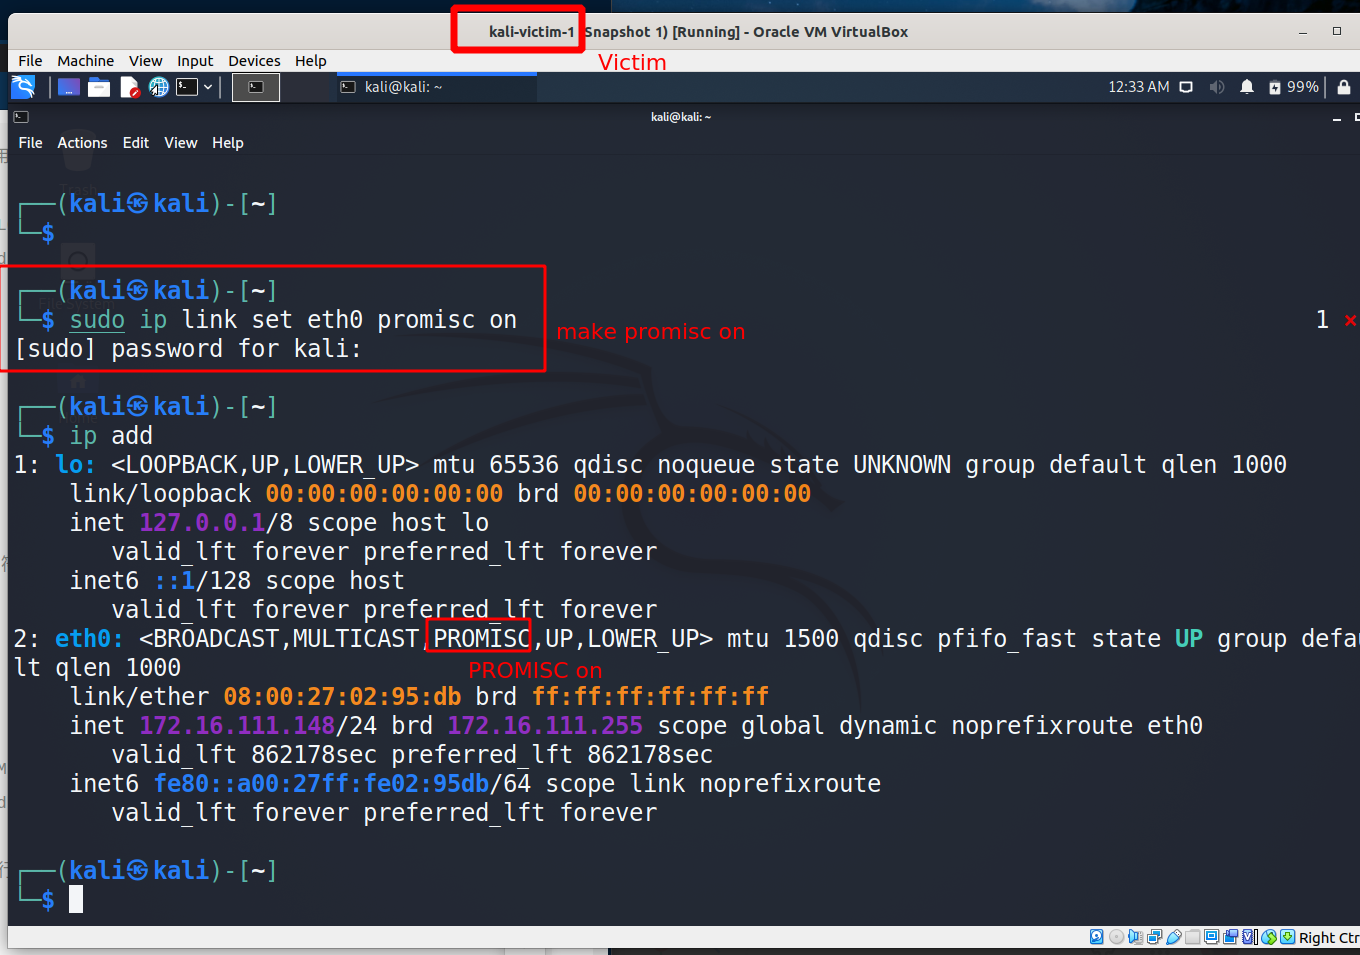 kali-victim-1 (Snapshot 1) [Running] - Oracle VM VirtualBox
Victim
File Machine View Input Devices Help
kali@kali: ~
12:33 AM
99%
kali@kali: ~
File Actions Edit View Help
Trash
┌──(kali㉿kali)-[~]
└─$
File System
┌──(kali㉿kali)-[~]
└─$ sudo ip link set eth0 promisc on
1 ×
[sudo] password for kali:
make promisc on
┌──(kali㉿kali)-[~]
└─$ ip add
1: lo: <LOOPBACK,UP,LOWER_UP> mtu 65536 qdisc noqueue state UNKNOWN group default qlen 1000
link/loopback 00:00:00:00:00:00 brd 00:00:00:00:00:00
inet 127.0.0.1/8 scope host lo
valid_lft forever preferred_lft forever
inet6 ::1/128 scope host
valid_lft forever preferred_lft forever
2: eth0: <BROADCAST,MULTICAST,PROMISC,UP,LOWER_UP> mtu 1500 qdisc pfifo_fast state UP group defau
lt qlen 1000
PROMISC on
link/ether 08:00:27:02:95:db brd ff:ff:ff:ff:ff:ff
inet 172.16.111.148/24 brd 172.16.111.255 scope global dynamic noprefixroute eth0
valid_lft 862178sec preferred_lft 862178sec
inet6 fe80::a00:27ff:fe02:95db/64 scope link noprefixroute
valid_lft forever preferred_lft forever
┌──(kali㉿kali)-[~]
└─$
Right Ctr